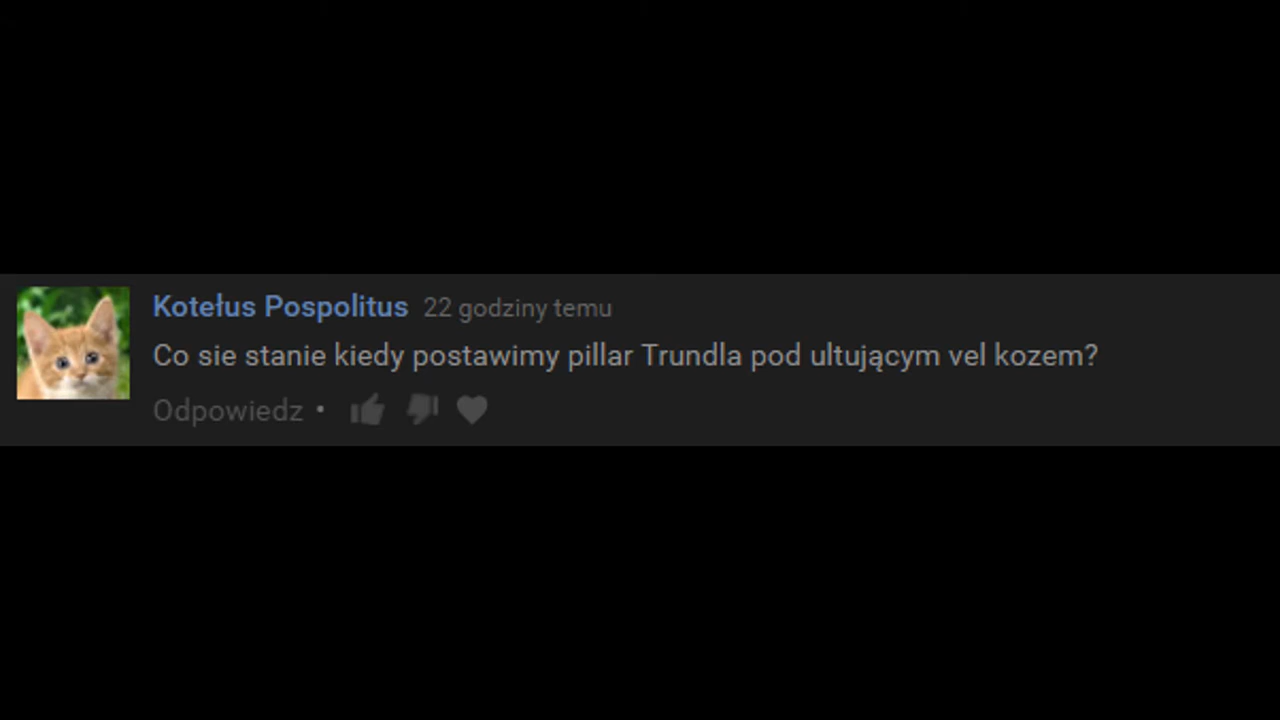 Kotełus Pospolitus 22 godziny temu
Co sie stanie kiedy postawimy pillar Trundla pod ultującym vel kozem?
Odpowiedz •